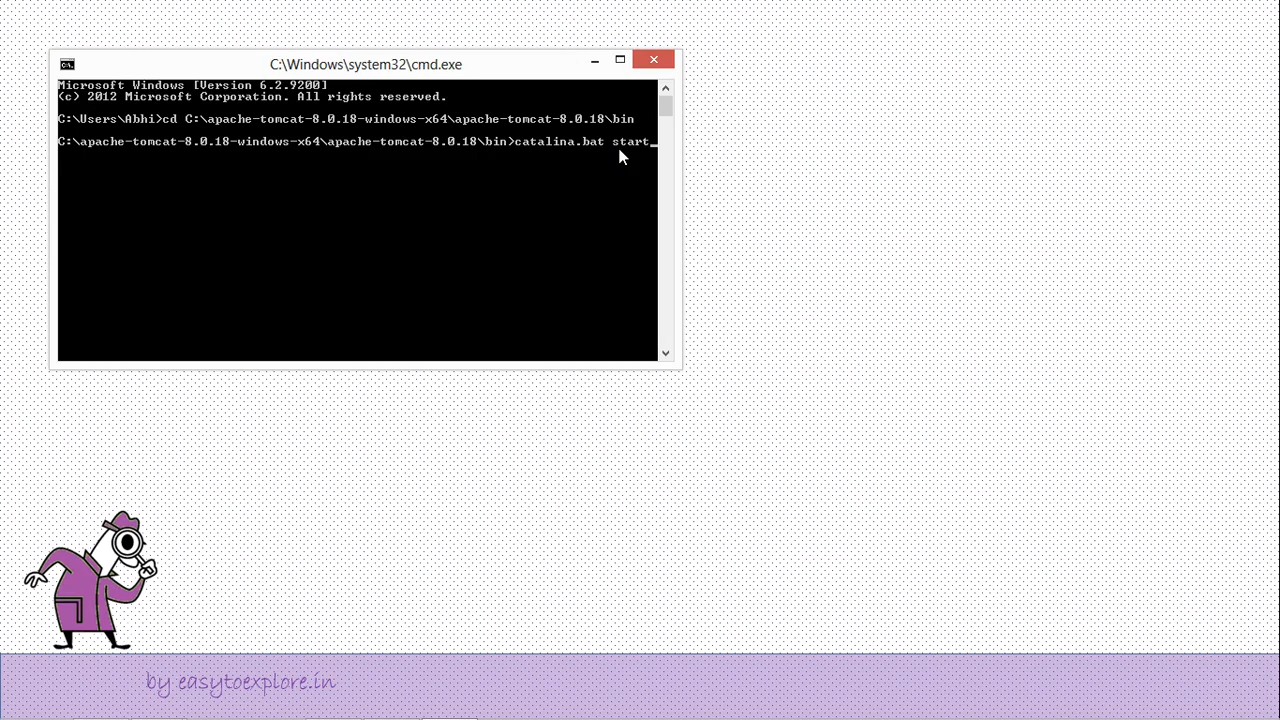 C:\Windows\system32\cmd.exe
Microsoft Windows [Version 6.2.9200]
(c) 2012 Microsoft Corporation. All rights reserved.
C:\Users\Abhi>cd C:\apache-tomcat-8.0.18-windows-x64\apache-tomcat-8.0.18\bin
C:\apache-tomcat-8.0.18-windows-x64\apache-tomcat-8.0.18\bin>catalina.bat start_
by easytoexplore.in